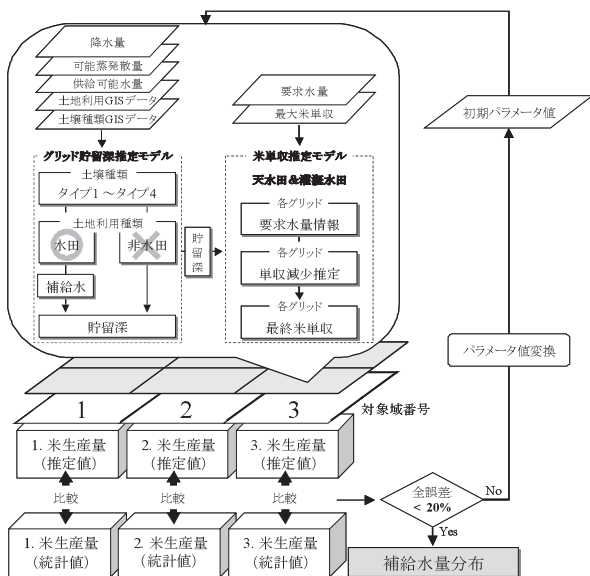 降水量
可能蒸発散量
供給可能水量
土地利用GISデータ
土壌種類GISデータ
要求水量
最大米単収
初期パラメータ値
グリッド貯留深推定モデル
土壌種類
タイプ1～タイプ4
土地利用種類
水田
非水田
補給水
貯留深
貯留深
米単収推定モデル
天水田&灌漑水田
各グリッド
要求水量情報
各グリッド
単収減少推定
各グリッド
最終米単収
パラメータ値変換
1
2
3
対象域番号
1. 米生産量
(推定値)
2. 米生産量
(推定値)
3. 米生産量
(推定値)
比較
比較
比較
全誤差:
< 20%
No
Yes
1. 米生産量
(統計値)
2. 米生産量
(統計値)
3. 米生産量
(統計値)
補給水量分布